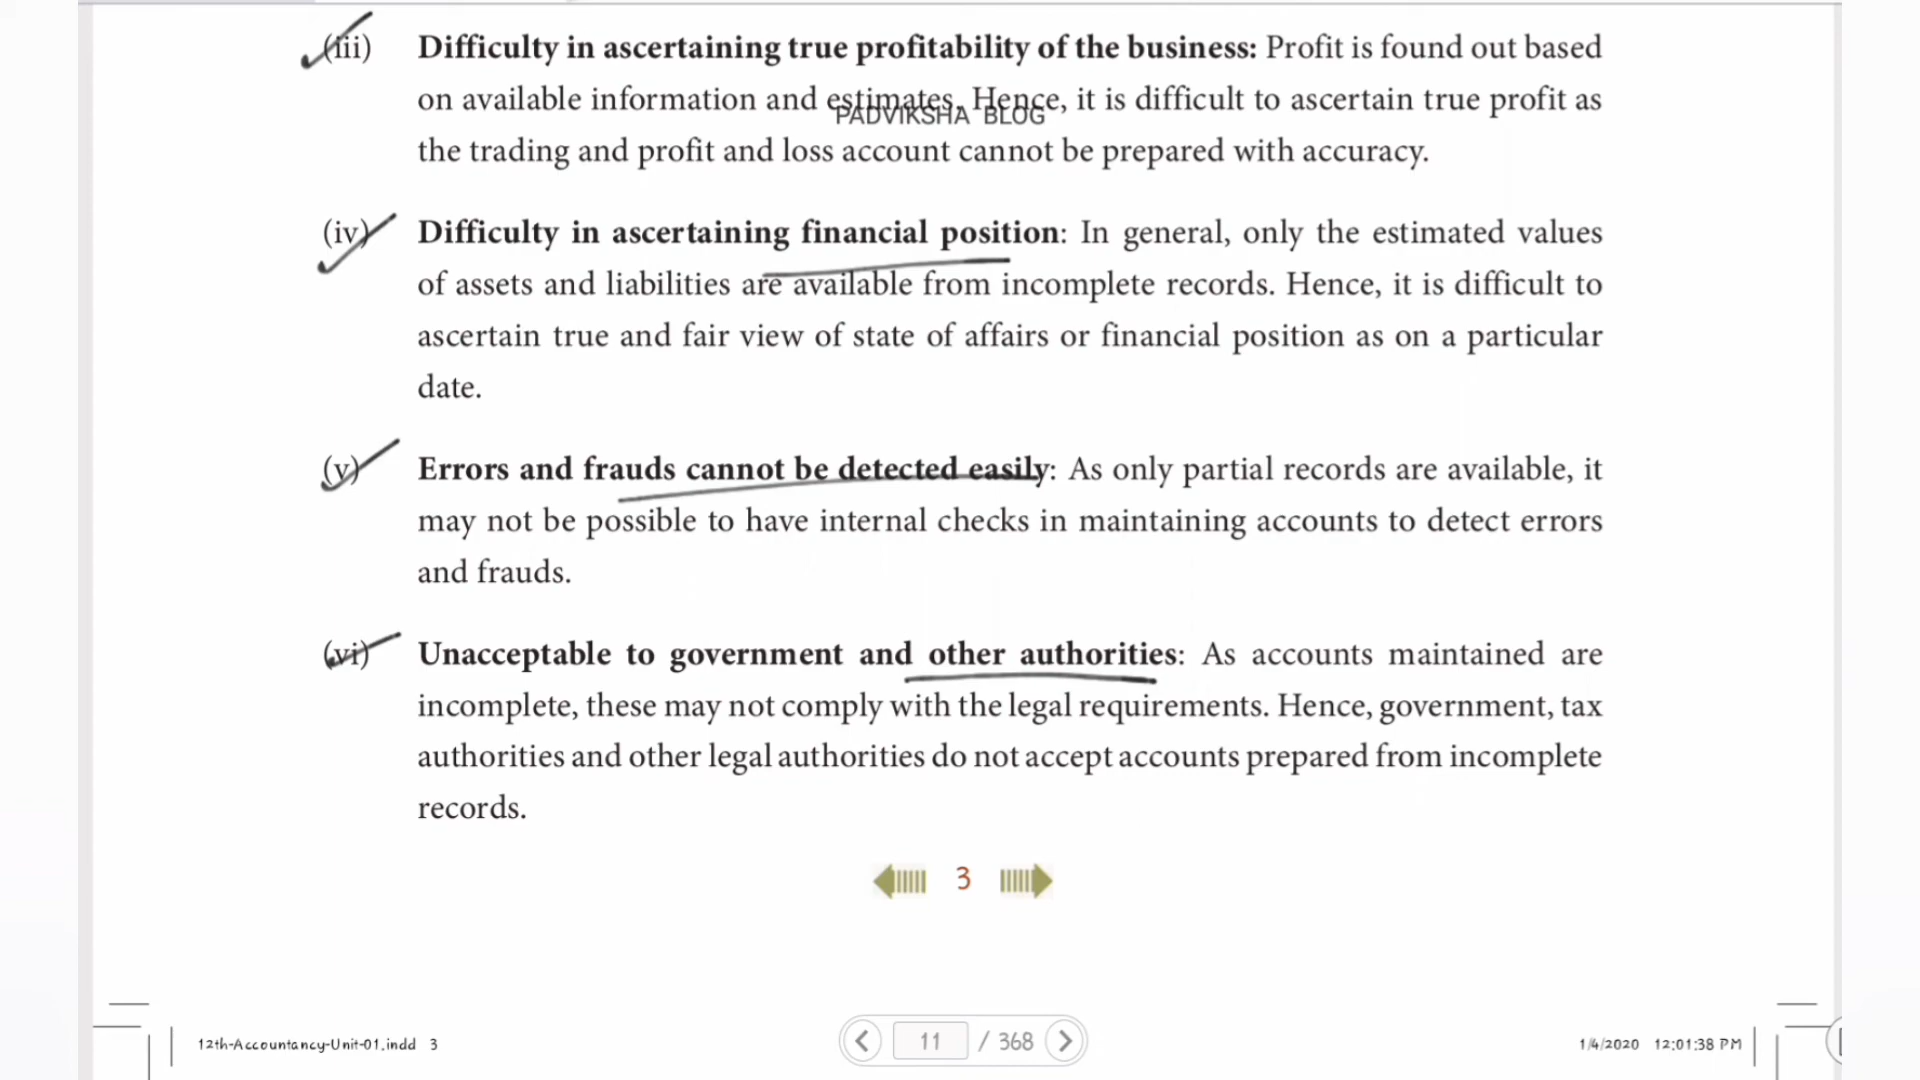 (iii) Difficulty in ascertaining true profitability of the business: Profit is found out based
on available information and estimates. Hence, it is difficult to ascertain true profit as
PADVIKSHA BLOG
the trading and profit and loss account cannot be prepared with accuracy.
(iv) Difficulty in ascertaining financial position: In general, only the estimated values
of assets and liabilities are available from incomplete records. Hence, it is difficult to
ascertain true and fair view of state of affairs or financial position as on a particular
date.
(v) Errors and frauds cannot be detected easily: As only partial records are available, it
may not be possible to have internal checks in maintaining accounts to detect errors
and frauds.
(vi) Unacceptable to government and other authorities: As accounts maintained are
incomplete, these may not comply with the legal requirements. Hence, government, tax
authorities and other legal authorities do not accept accounts prepared from incomplete
records.
3
12th-Accountancy-Unit-01.indd 3
11 / 368
1/4/2020 12:01:38 PM